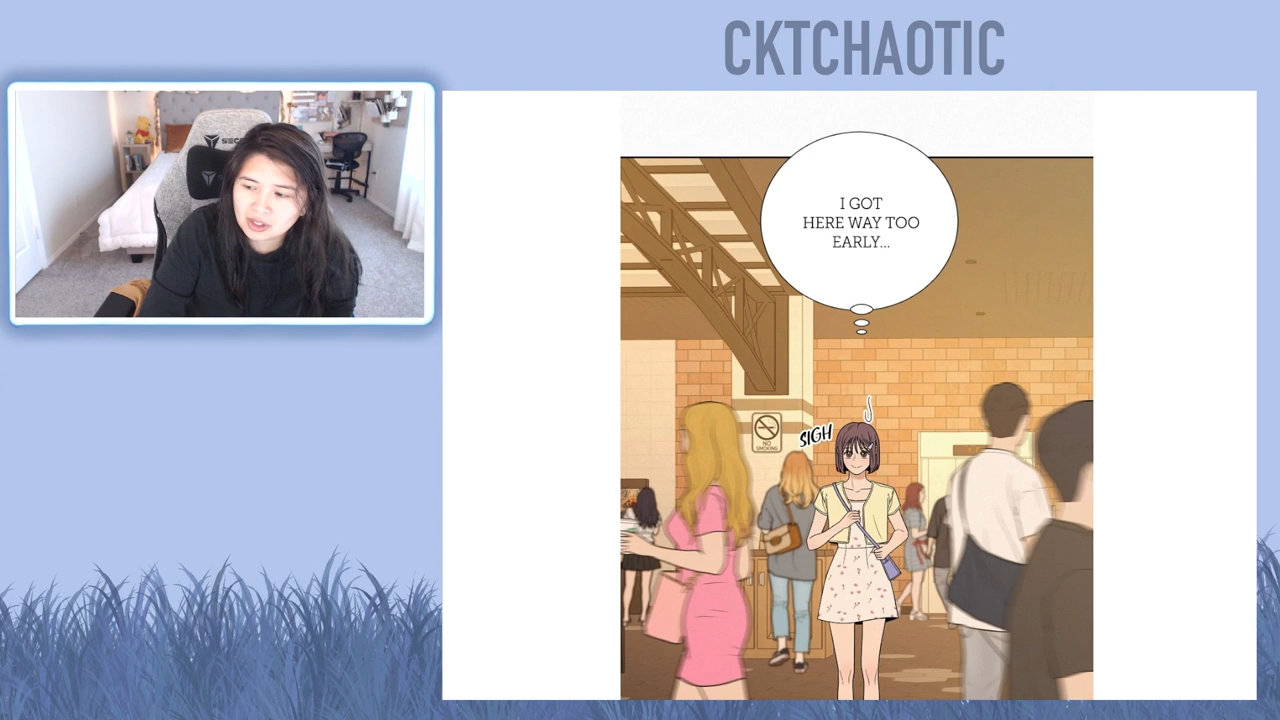 CKTCHAOTIC
I GOT
HERE WAY TOO
EARLY...
SIGH
NO
SMOKING